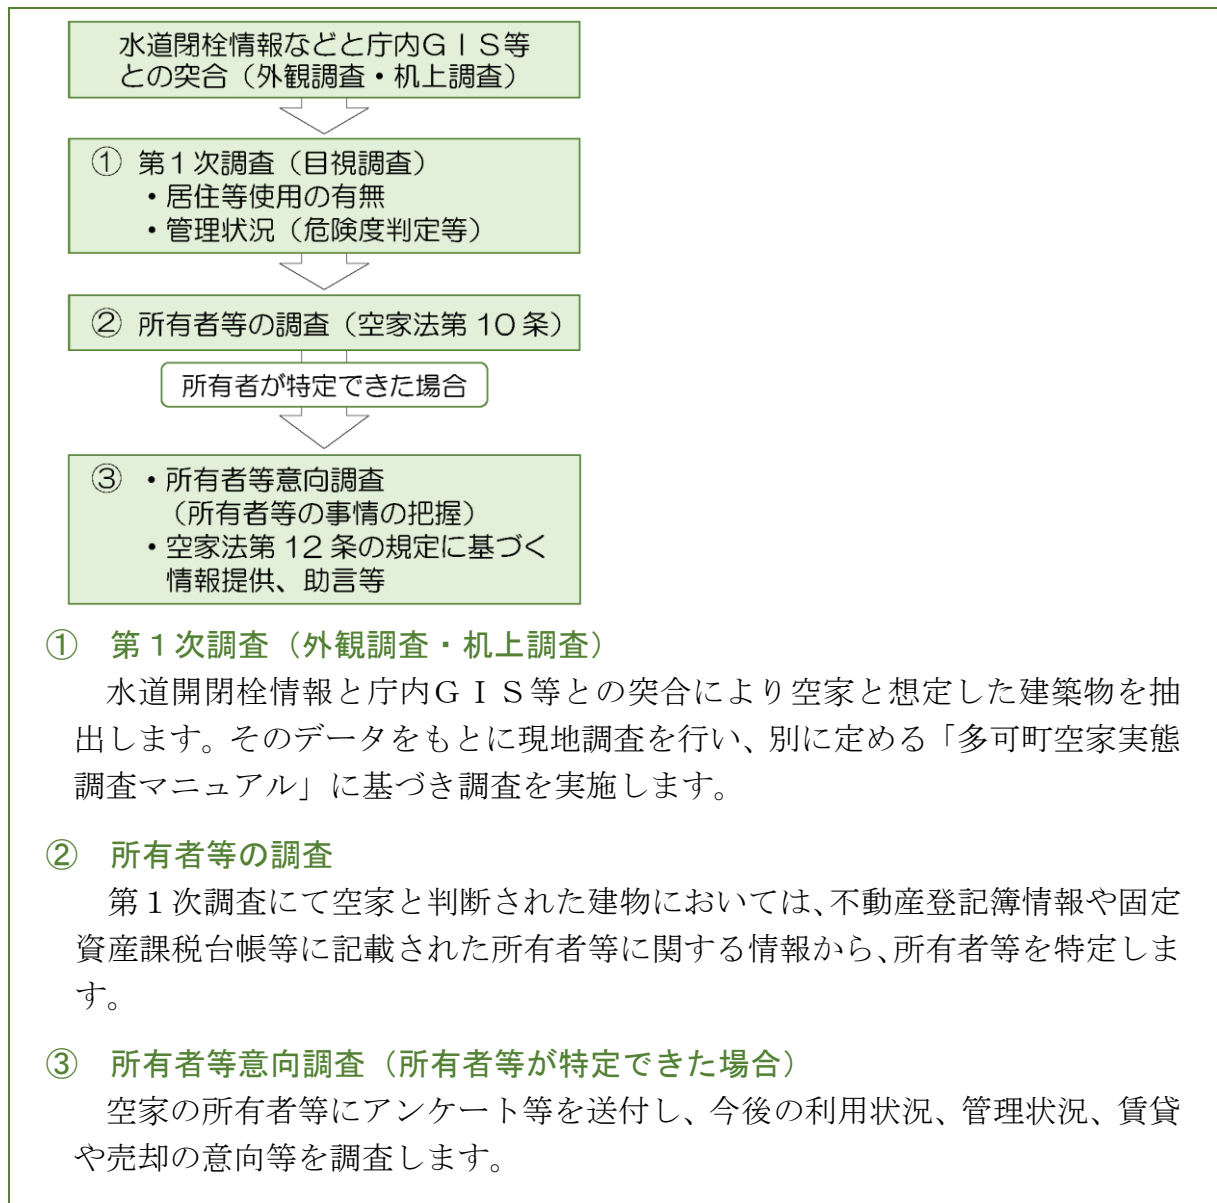 水道閉栓情報などと庁内GIS等
との突合（外観調査・机上調査）
① 第１次調査（目視調査）
・居住等使用の有無
・管理状況（危険度判定等）
② 所有者等の調査（空家法第 10 条）
所有者が特定できた場合
③ ・所有者等意向調査
（所有者等の事情の把握）
・空家法第 12 条の規定に基づく
情報提供、助言等
①　第１次調査（外観調査・机上調査）
水道開閉栓情報と庁内ＧＩＳ等との突合により空家と想定した建築物を抽
出します。そのデータをもとに現地調査を行い、別に定める「多可町空家実態
調査マニュアル」に基づき調査を実施します。
②　所有者等の調査
第１次調査にて空家と判断された建物においては、不動産登記簿情報や固定
資産課税台帳等に記載された所有者等に関する情報から、所有者等を特定しま
す。
③　所有者等意向調査（所有者等が特定できた場合）
空家の所有者等にアンケート等を送付し、今後の利用状況、管理状況、賃貸
や売却の意向等を調査します。